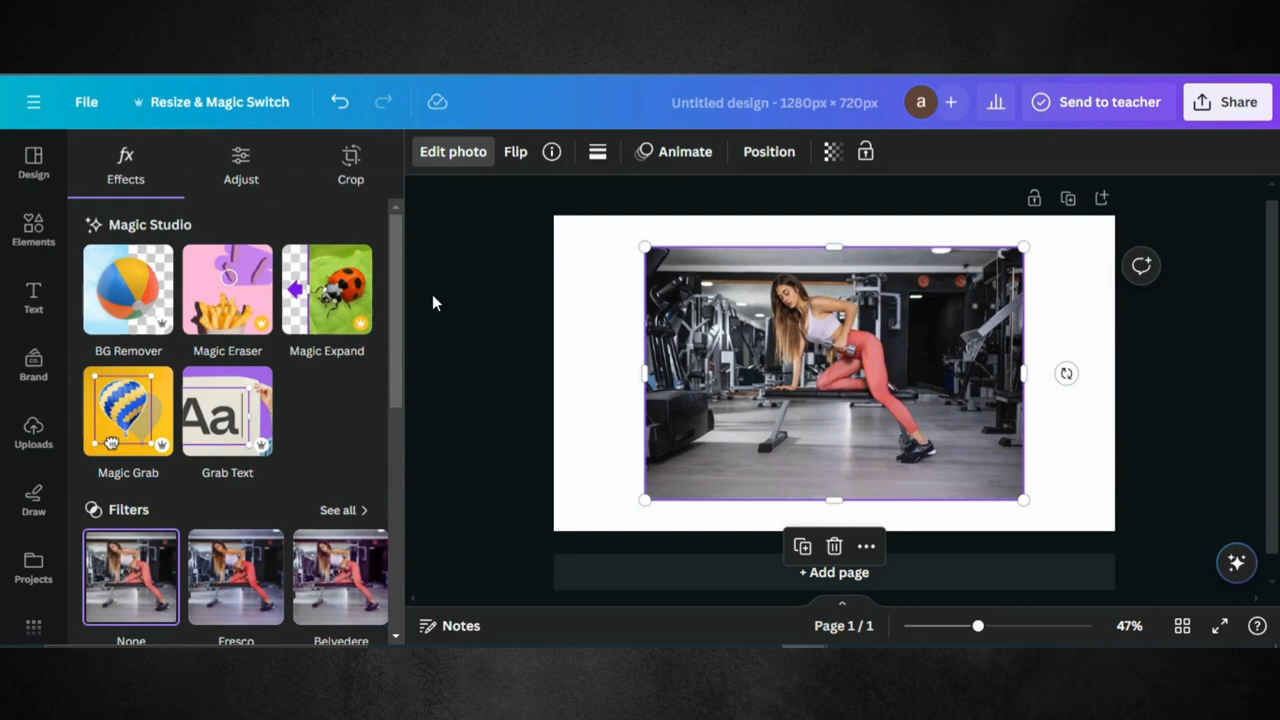 File
Resize & Magic Switch
Untitled design - 1280px × 720px
a
Send to teacher
Share
Design
Elements
Text
Brand
Uploads
Draw
Projects
fx
Effects
Adjust
Crop
Edit photo
Flip
Animate
Position
Magic Studio
BG Remover
Magic Eraser
Magic Expand
Aa
Magic Grab
Grab Text
Filters
See all
None
Fresco
Belvedere
+ Add page
Notes
Page 1 / 1
47%